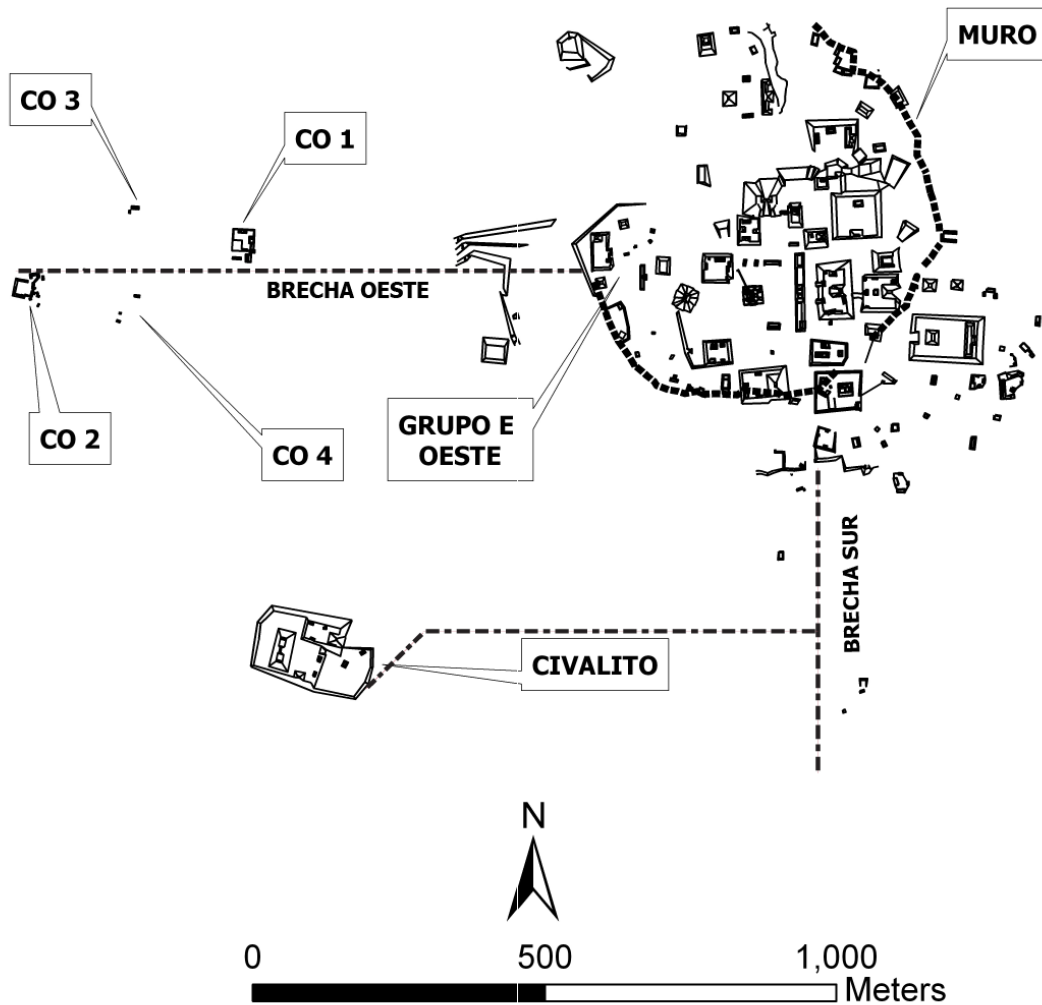 MURO
CO 3
CO 1
BRECHA OESTE
CO 2
CO 4
GRUPO E
OESTE
BRECHA SUR
CIVALITO
N
0 500 1,000
Meters